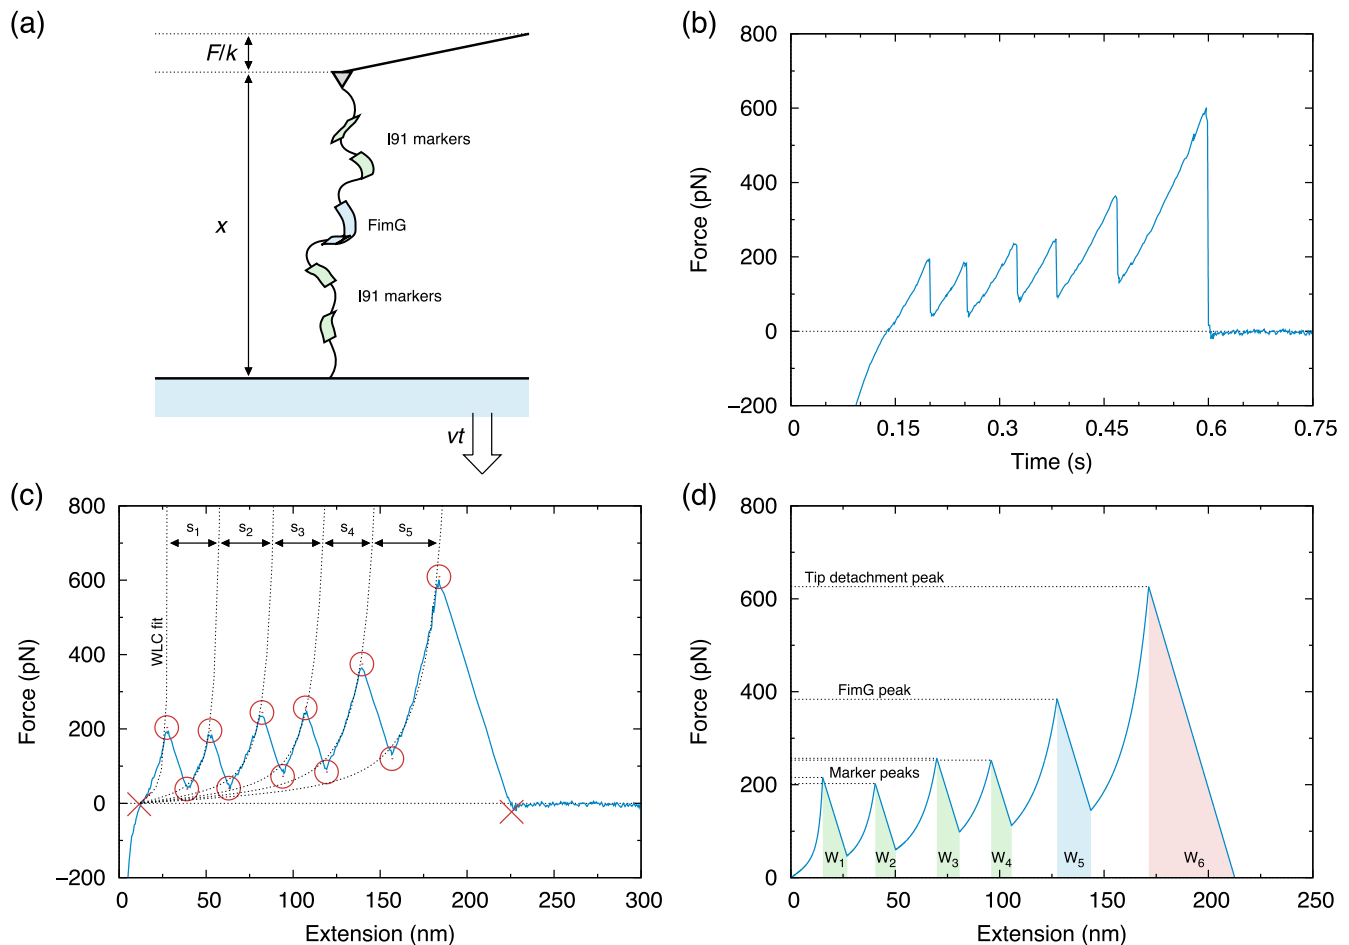 (a)
F/k
x
I91 markers
FimG
I91 markers
vt
(b)
800
600
400
200
0
−200
0
0.15
0.3
0.45
0.6
0.75
Force (pN)
Time (s)
(c)
800
600
400
200
0
−200
0
50
100
150
200
250
300
Force (pN)
Extension (nm)
WLC fit
s1
s2
s3
s4
s5
(d)
800
600
400
200
0
0
50
100
150
200
250
Force (pN)
Extension (nm)
Tip detachment peak
FimG peak
Marker peaks
W1
W2
W3
W4
W5
W6